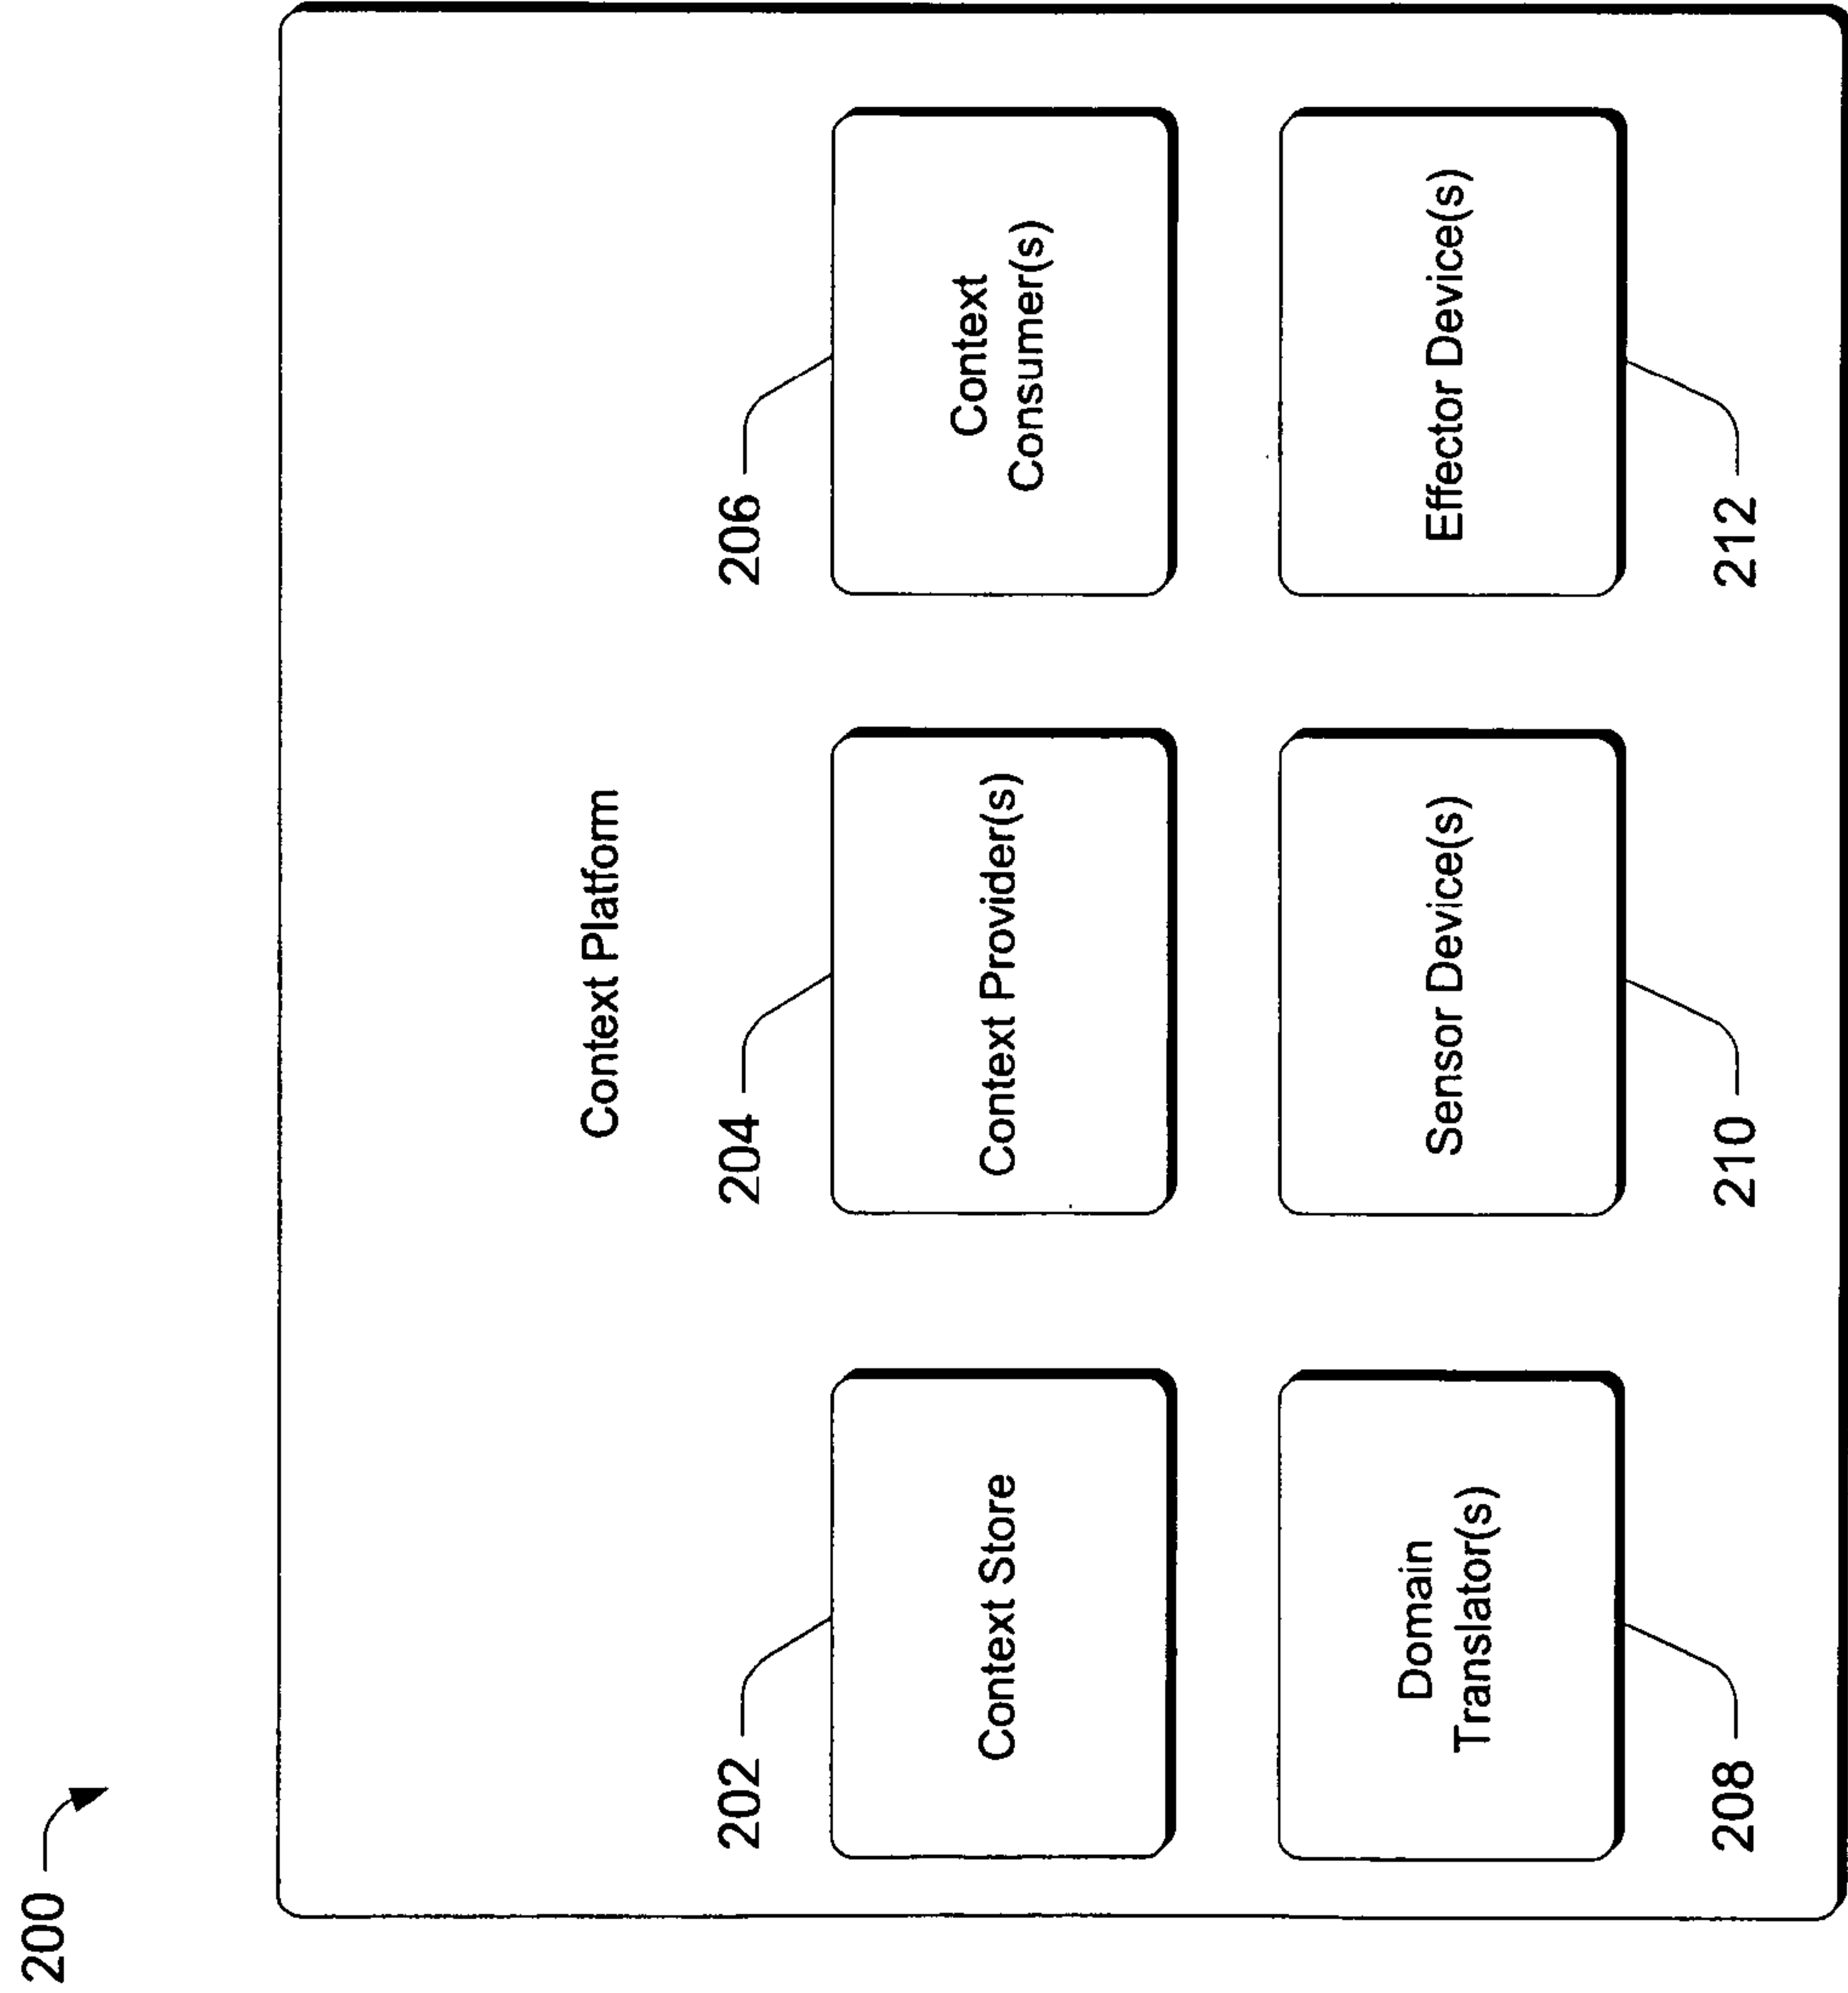 200
Context Platform
202
204
206
Context Store
Context Provider(s)
Context
Consumer(s)
Domain
Translator(s)
Sensor Device(s)
Effector Device(s)
208
210
212